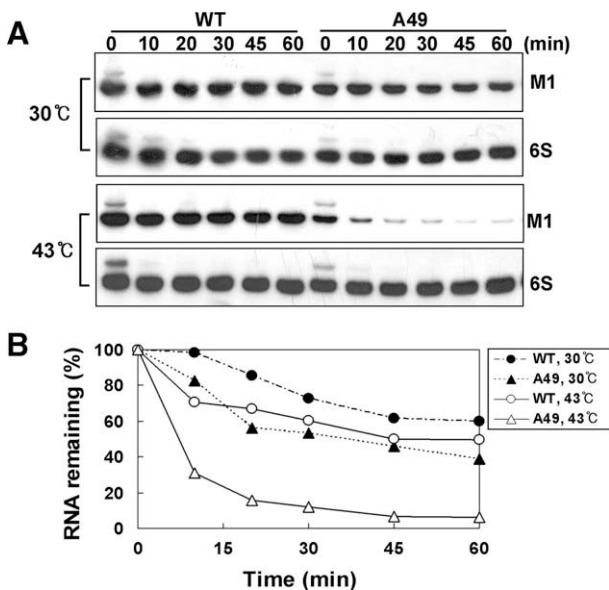 A
WT A49
0 10 20 30 45 60 0 10 20 30 45 60 (min)
30℃
M1
6S
43℃
M1
6S
B
RNA remaining (%)
100
80
60
40
20
0
0 15 30 45 60
Time (min)
WT, 30℃
A49, 30℃
WT, 43℃
A49, 43℃